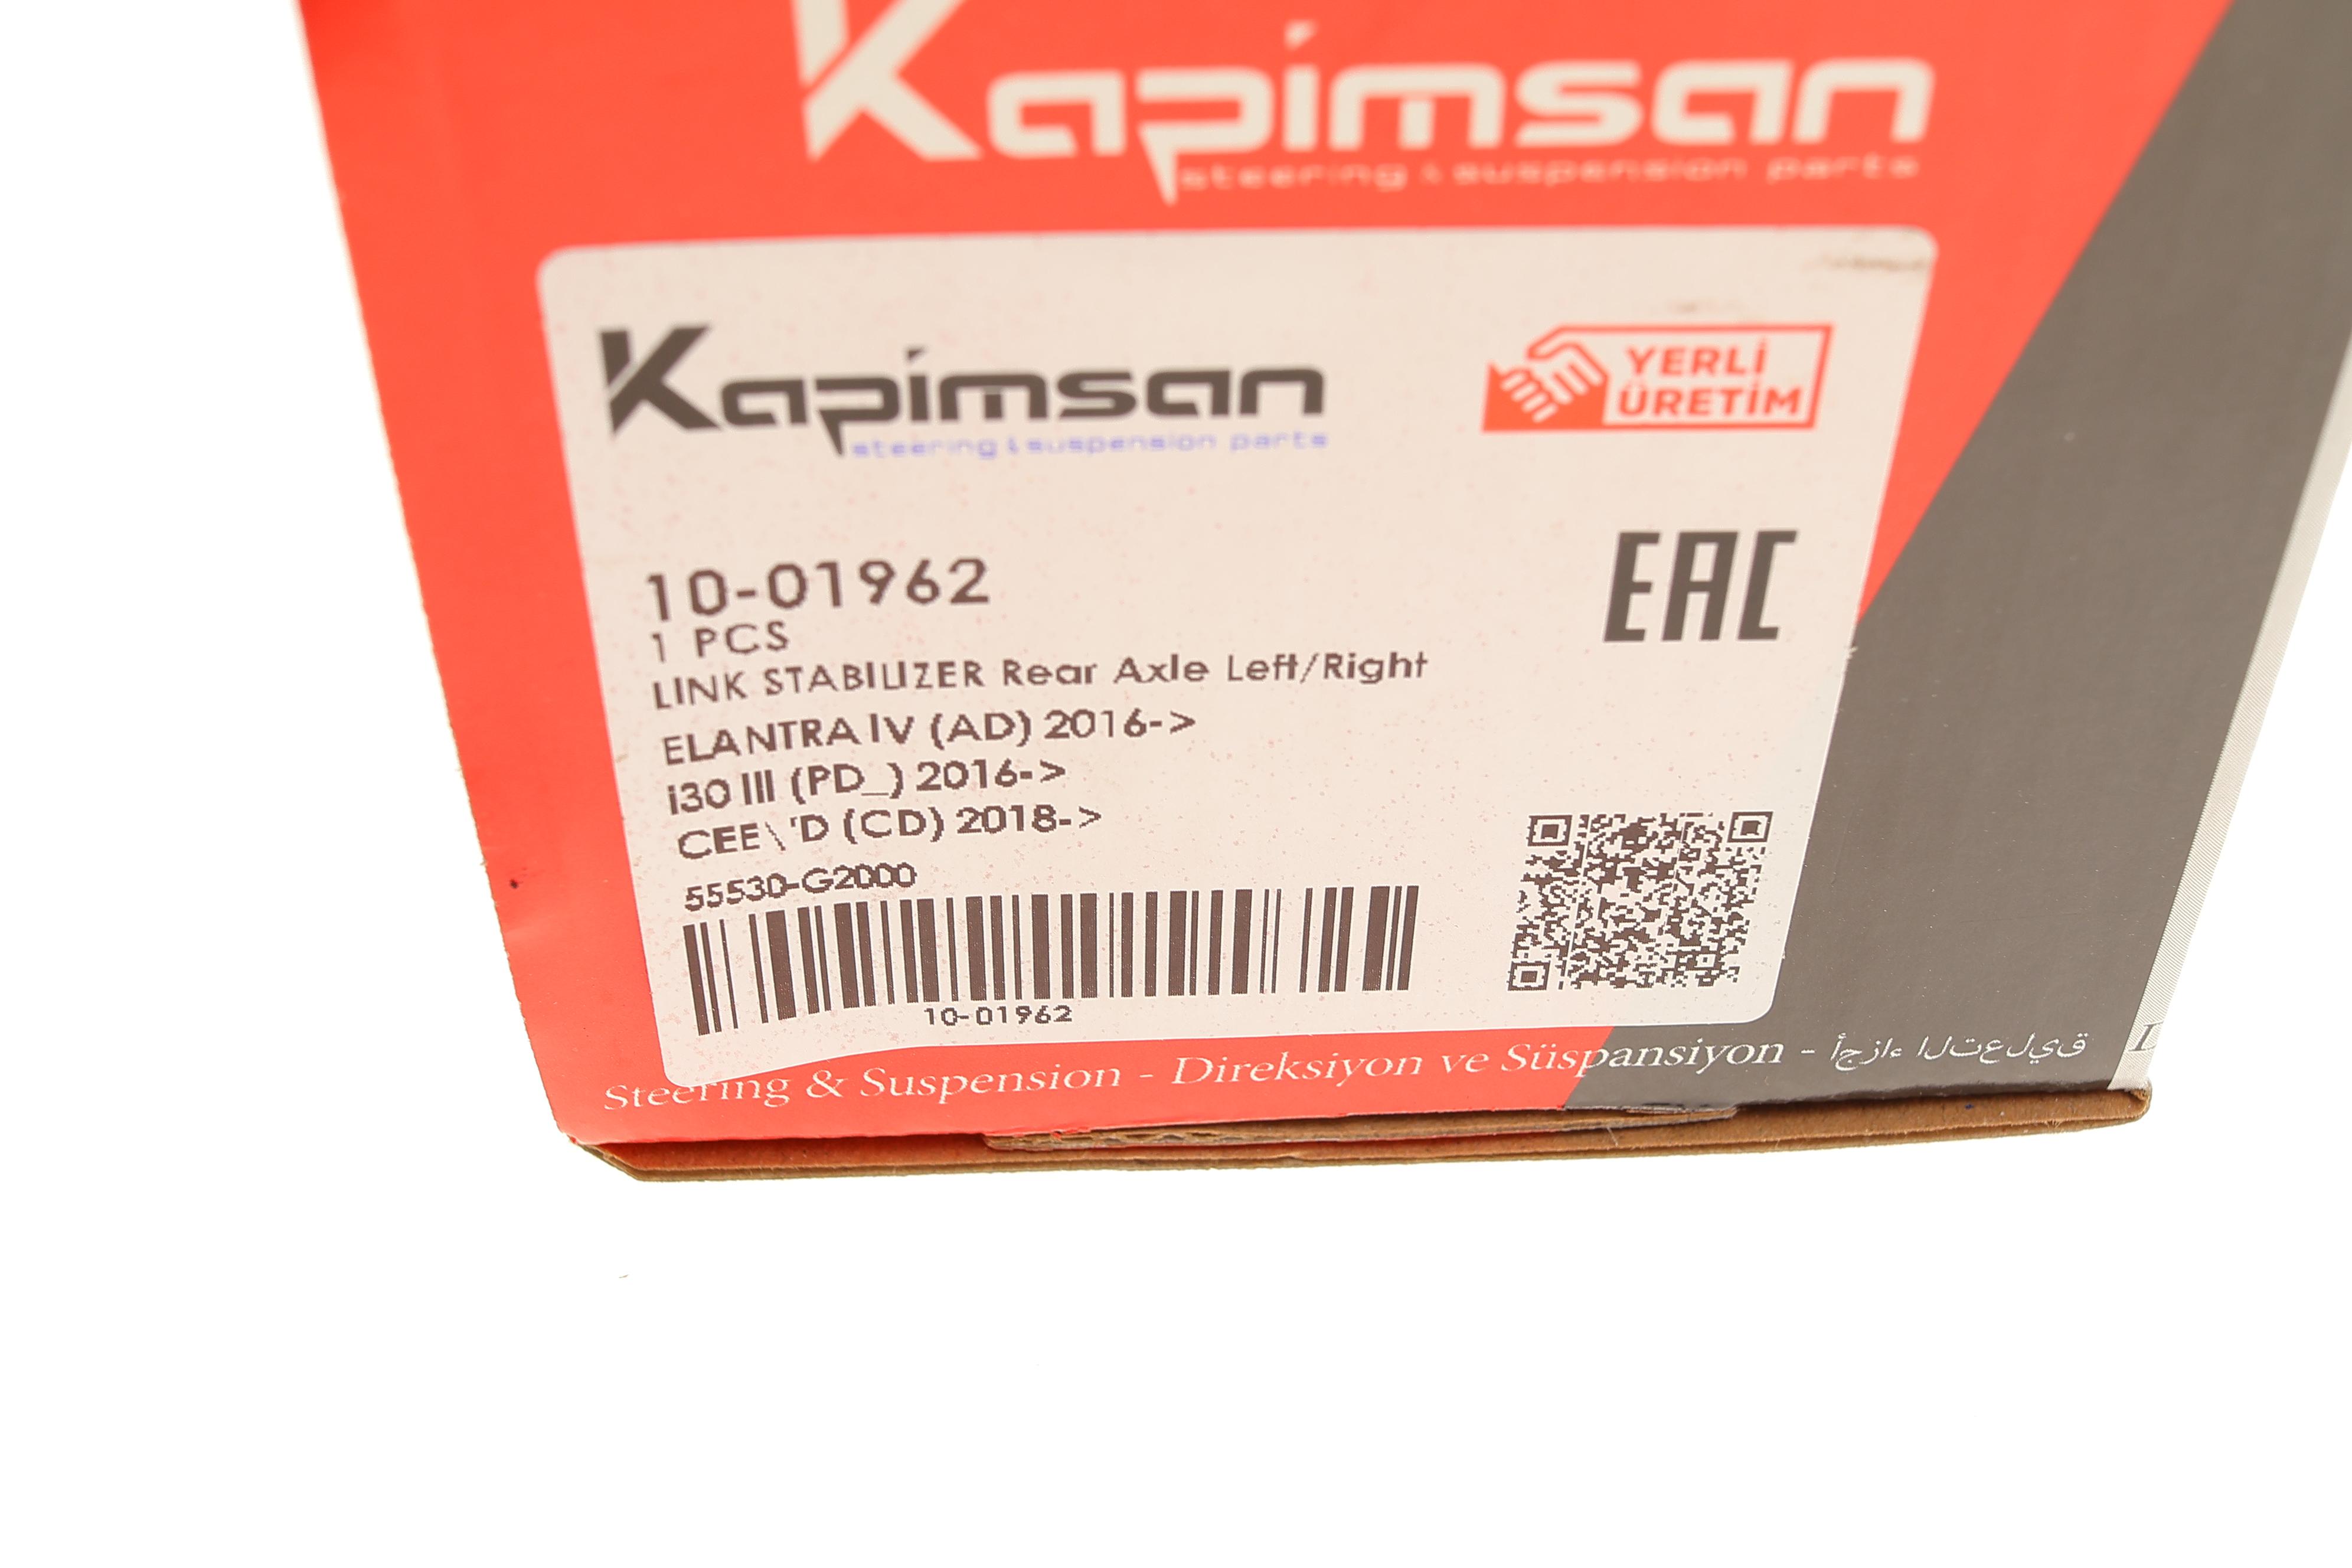 Kapimsan
steering & suspension parts
Kapimsan
steering & suspension parts
YERLİ
ÜRETİM
10-01962
1 PCS
EAC
LINK STABILIZER Rear Axle Left/Right
ELANTRA IV (AD) 2016->
i30 III (PD_) 2016->
CEE\'D (CD) 2018->
55530-G2000
10-01962
Steering & Suspension - Direksiyon ve Süspansiyon - أجزاء التعليق